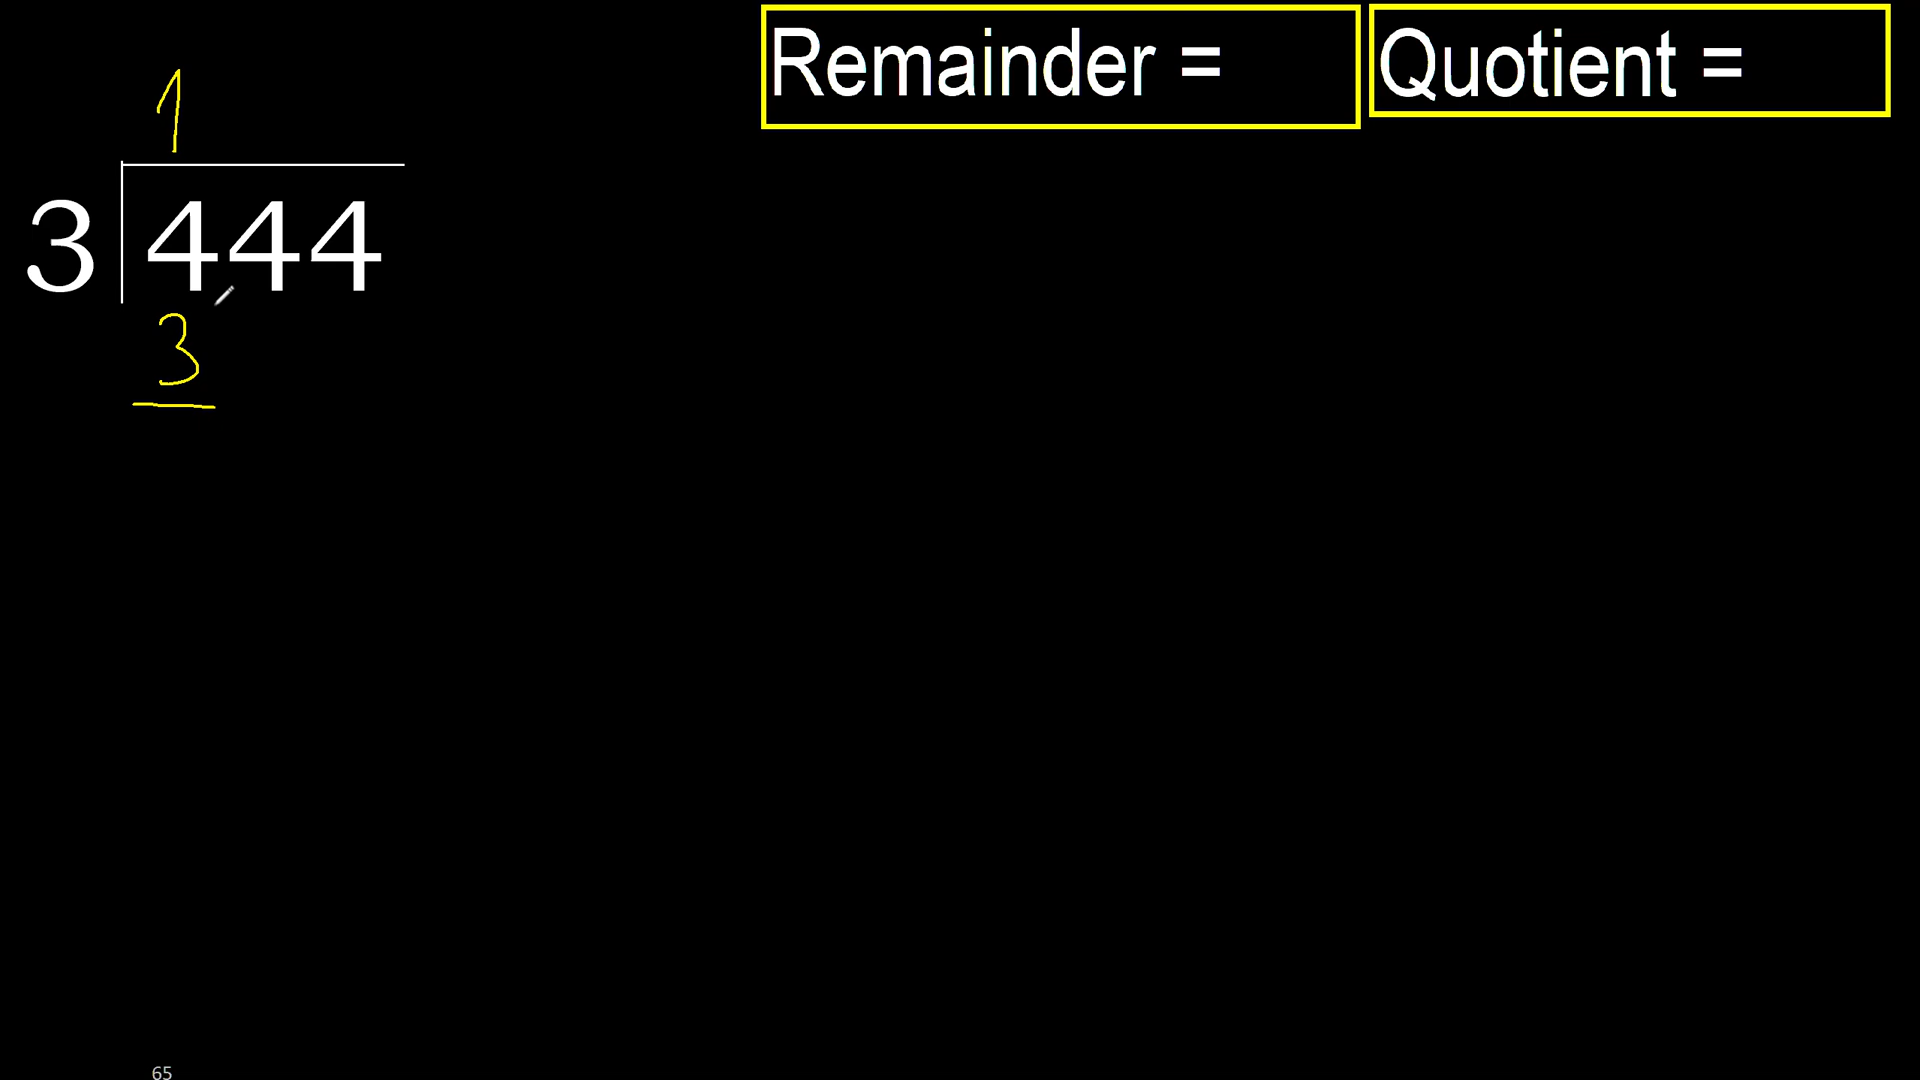 Remainder = Quotient =
1
3 444
3
65